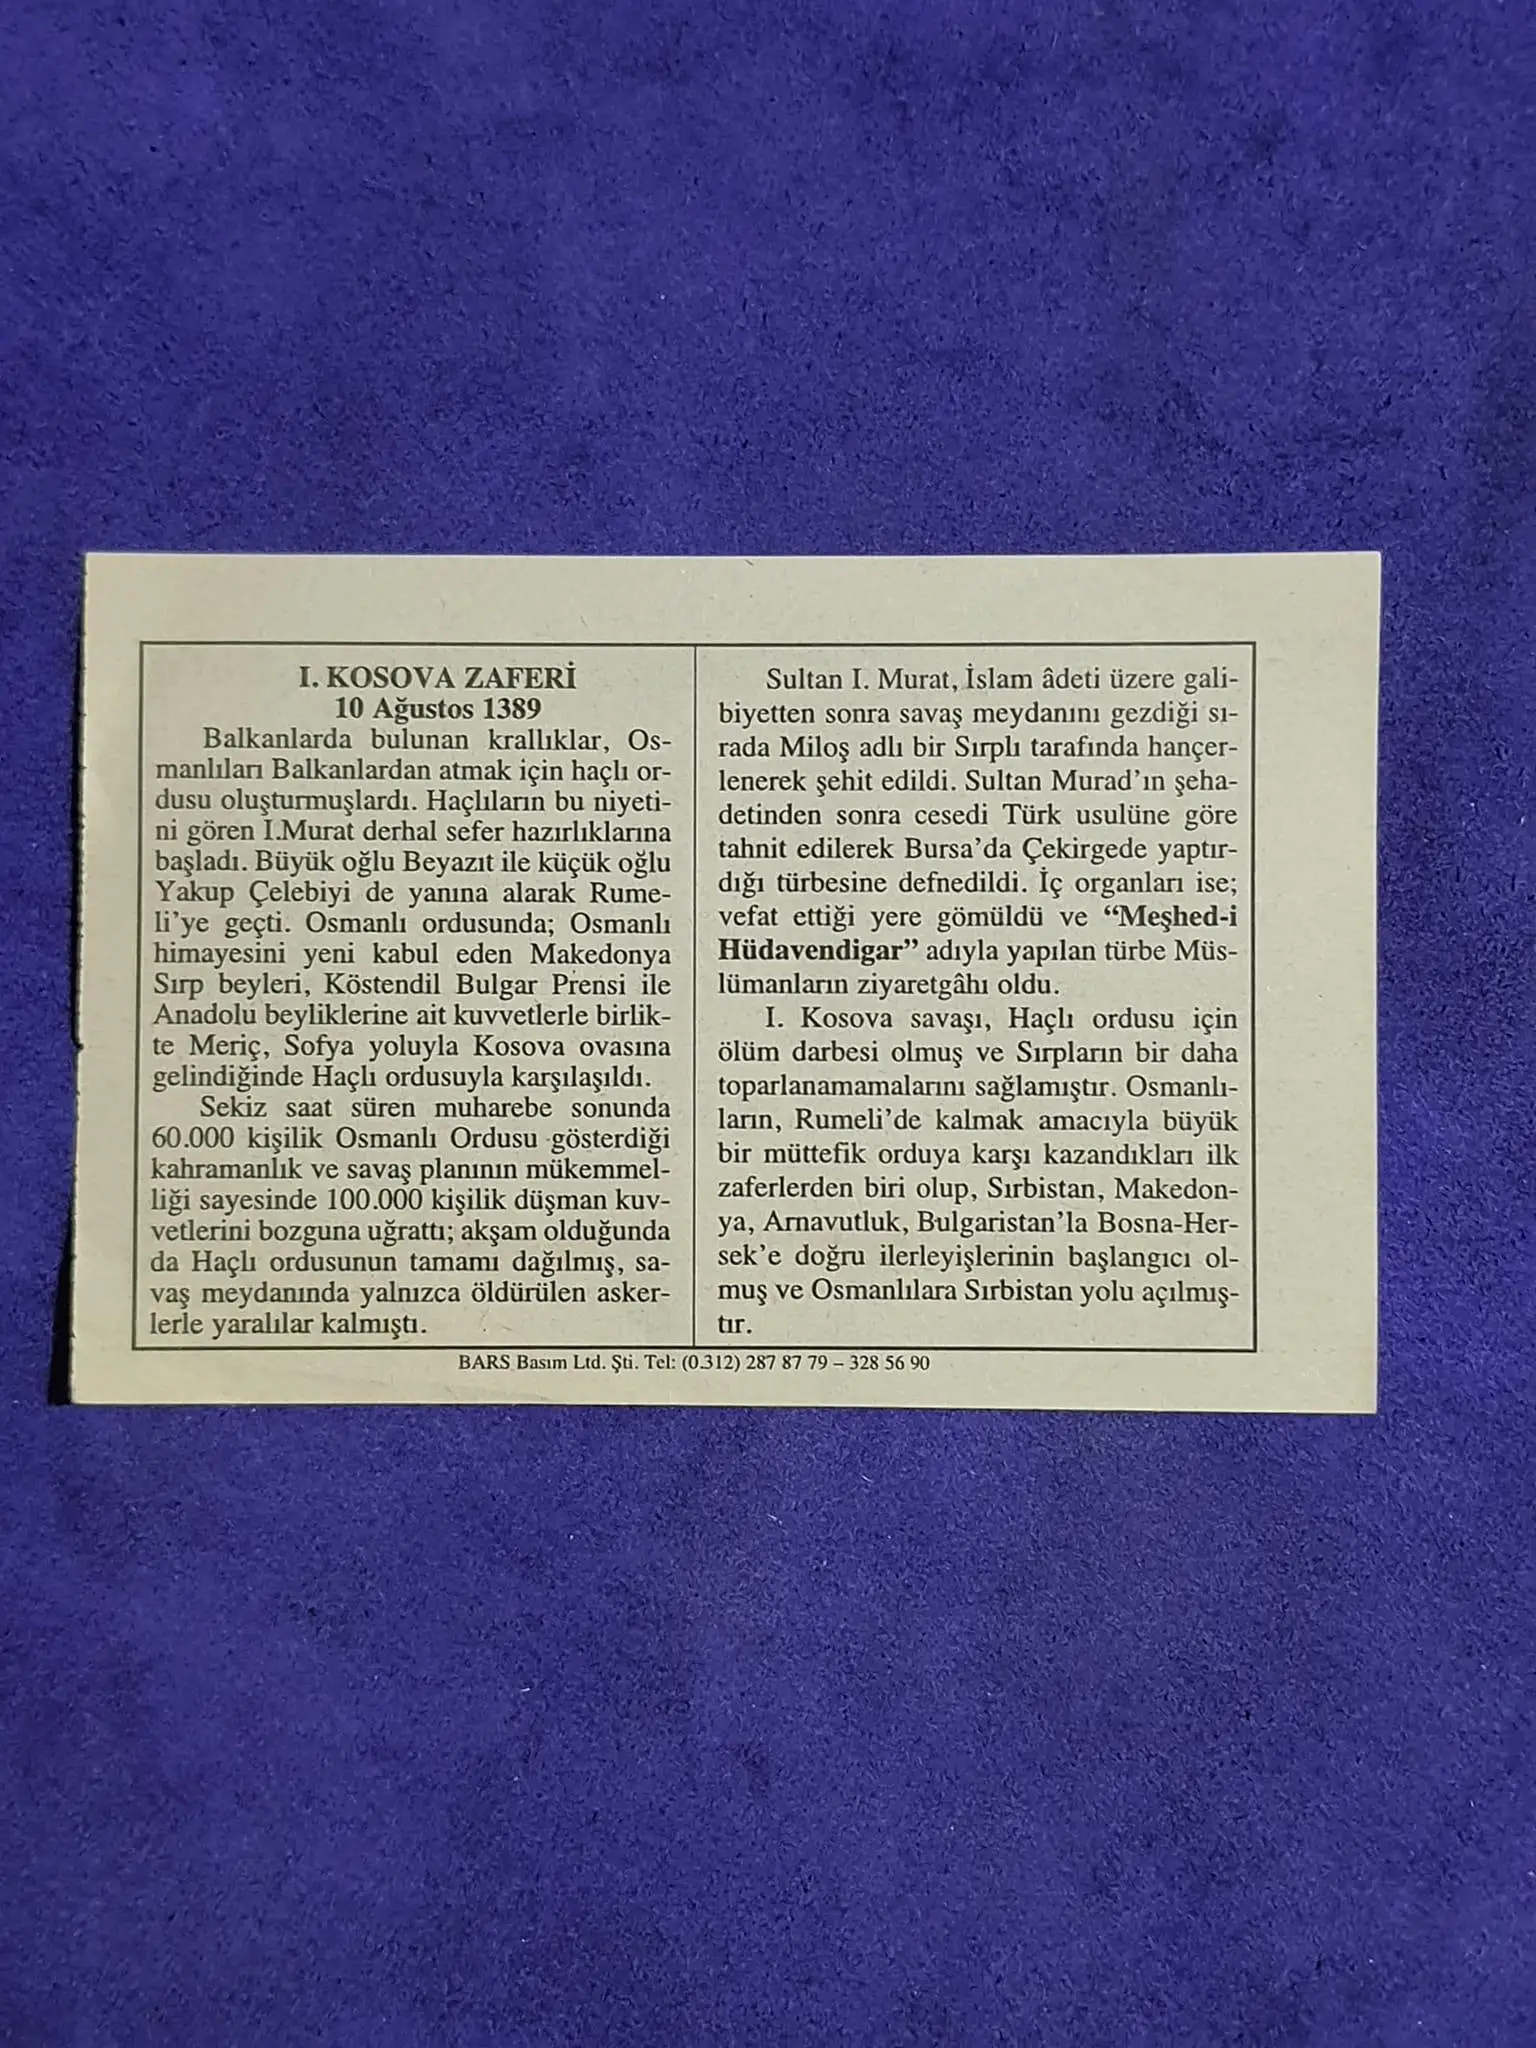 I. KOSOVA ZAFERİ
10 Ağustos 1389
Balkanlarda bulunan krallıklar, Os-
manlıları Balkanlardan atmak için haçlı or-
dusu oluşturmuşlardı. Haçlıların bu niyeti-
ni gören I.Murat derhal sefer hazırlıklarına
başladı. Büyük oğlu Beyazıt ile küçük oğlu
Yakup Çelebiyi de yanına alarak Rume-
li’ye geçti. Osmanlı ordusunda; Osmanlı
himayesini yeni kabul eden Makedonya
Sırp beyleri, Köstendil Bulgar Prensi ile
Anadolu beyliklerine ait kuvvetlerle birlik-
te Meriç, Sofya yoluyla Kosova ovasına
gelindiğinde Haçlı ordusuyla karşılaşıldı.
Sekiz saat süren muharebe sonunda
60.000 kişilik Osmanlı Ordusu gösterdiği
kahramanlık ve savaş planının mükemmel-
liği sayesinde 100.000 kişilik düşman kuv-
vetlerini bozguna uğrattı; akşam olduğunda
da Haçlı ordusunun tamamı dağılmış, sa-
vaş meydanında yalnızca öldürülen asker-
lerle yaralılar kalmıştı.
Sultan I. Murat, İslam âdeti üzere gali-
biyetten sonra savaş meydanını gezdiği sı-
rada Miloş adlı bir Sırplı tarafında hançer-
lenerek şehit edildi. Sultan Murad’ın şeha-
detinden sonra cesedi Türk usulüne göre
tahnit edilerek Bursa’da Çekirgede yaptır-
dığı türbesine defnedildi. İç organları ise;
vefat ettiği yere gömüldü ve “Meşhed-i
Hüdavendigar” adıyla yapılan türbe Müs-
lümanların ziyaretgâhı oldu.
I. Kosova savaşı, Haçlı ordusu için
ölüm darbesi olmuş ve Sırpların bir daha
toparlanamamalarını sağlamıştır. Osmanlı-
ların, Rumeli’de kalmak amacıyla büyük
bir müttefik orduya karşı kazandıkları ilk
zaferlerden biri olup, Sırbistan, Makedon-
ya, Arnavutluk, Bulgaristan’la Bosna-Her-
sek’e doğru ilerleyişlerinin başlangıcı ol-
muş ve Osmanlılara Sırbistan yolu açılmış-
tır.
BARS Basım Ltd. Şti. Tel: (0.312) 287 87 79 – 328 56 90